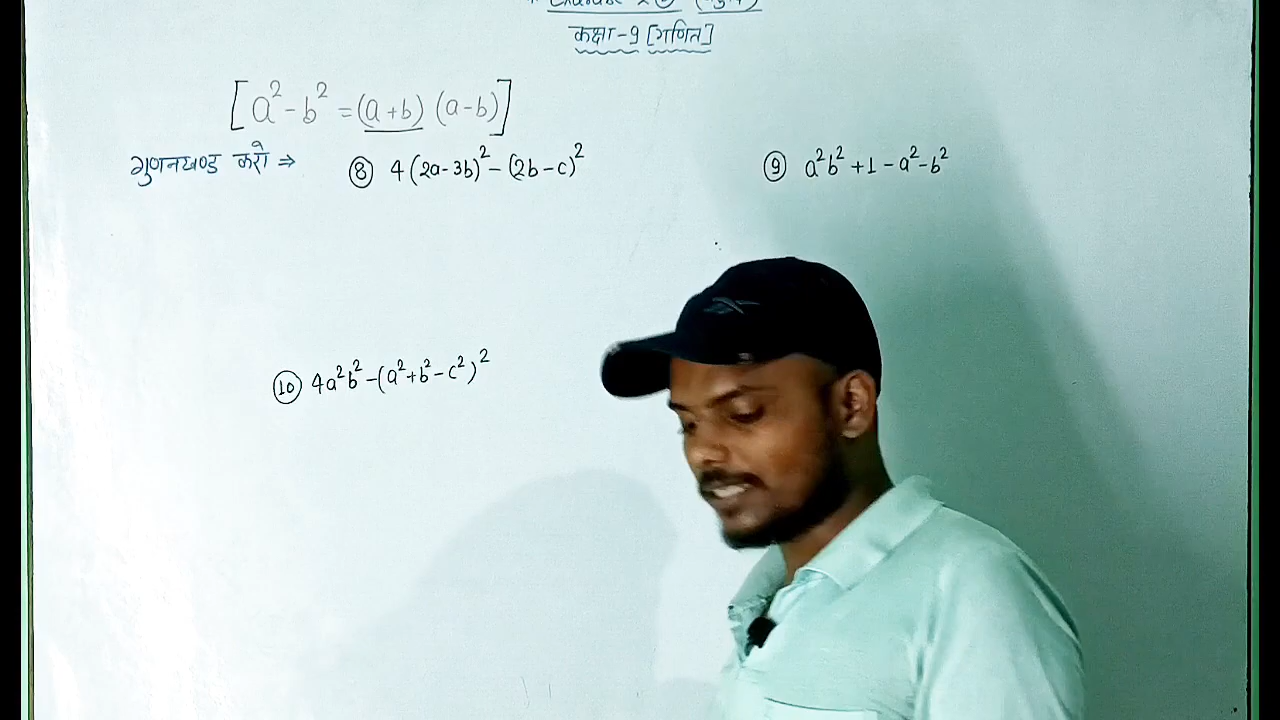 कक्षा-9 [गणित]
[a²-b² = (a+b) (a-b)]
गुणनखण्ड करो ⇒ ⑧ 4(2a-3b)² - (2b-c)² ⑨ a²b² + 1 - a² - b²
⑩ 4a²b² - (a²+b²-c²)²